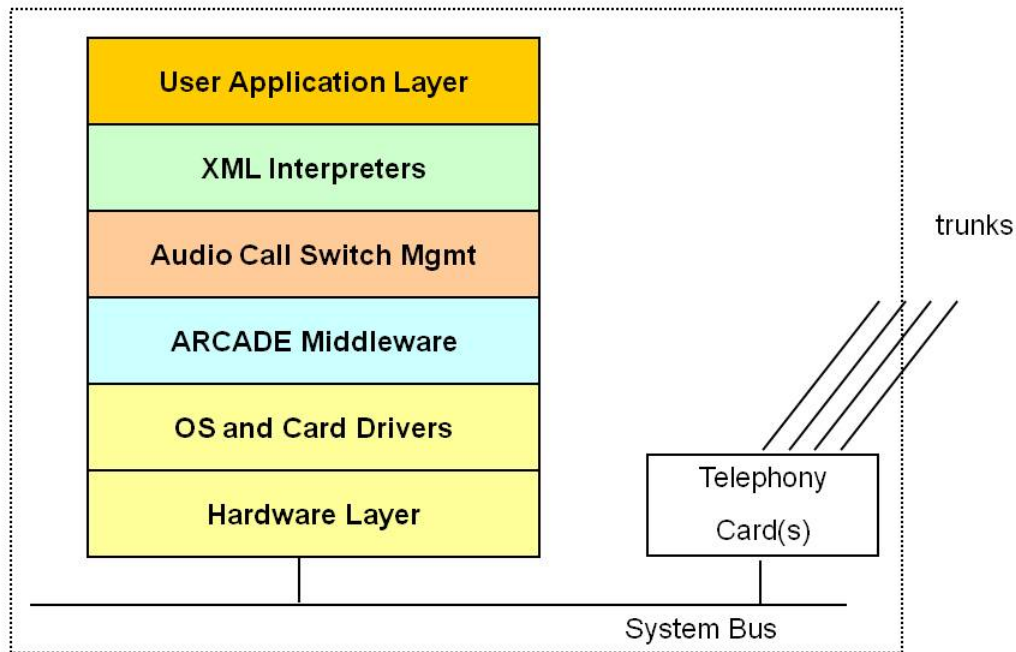 User Application Layer
XML Interpreters
Audio Call Switch Mgmt
ARCADE Middleware
OS and Card Drivers
Hardware Layer
trunks
Telephony
Card(s)
System Bus